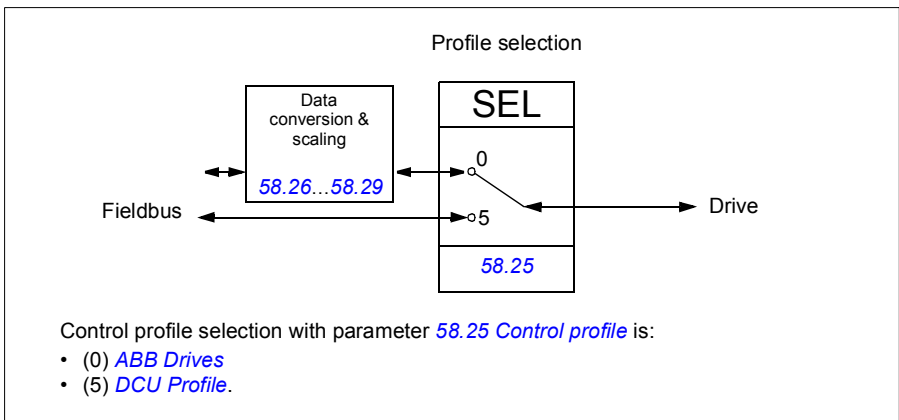 Profile selection
Data
conversion &
scaling
58.26...58.29
SEL
0
5
58.25
Fieldbus
Drive
Control profile selection with parameter 58.25 Control profile is:
• (0) ABB Drives
• (5) DCU Profile.